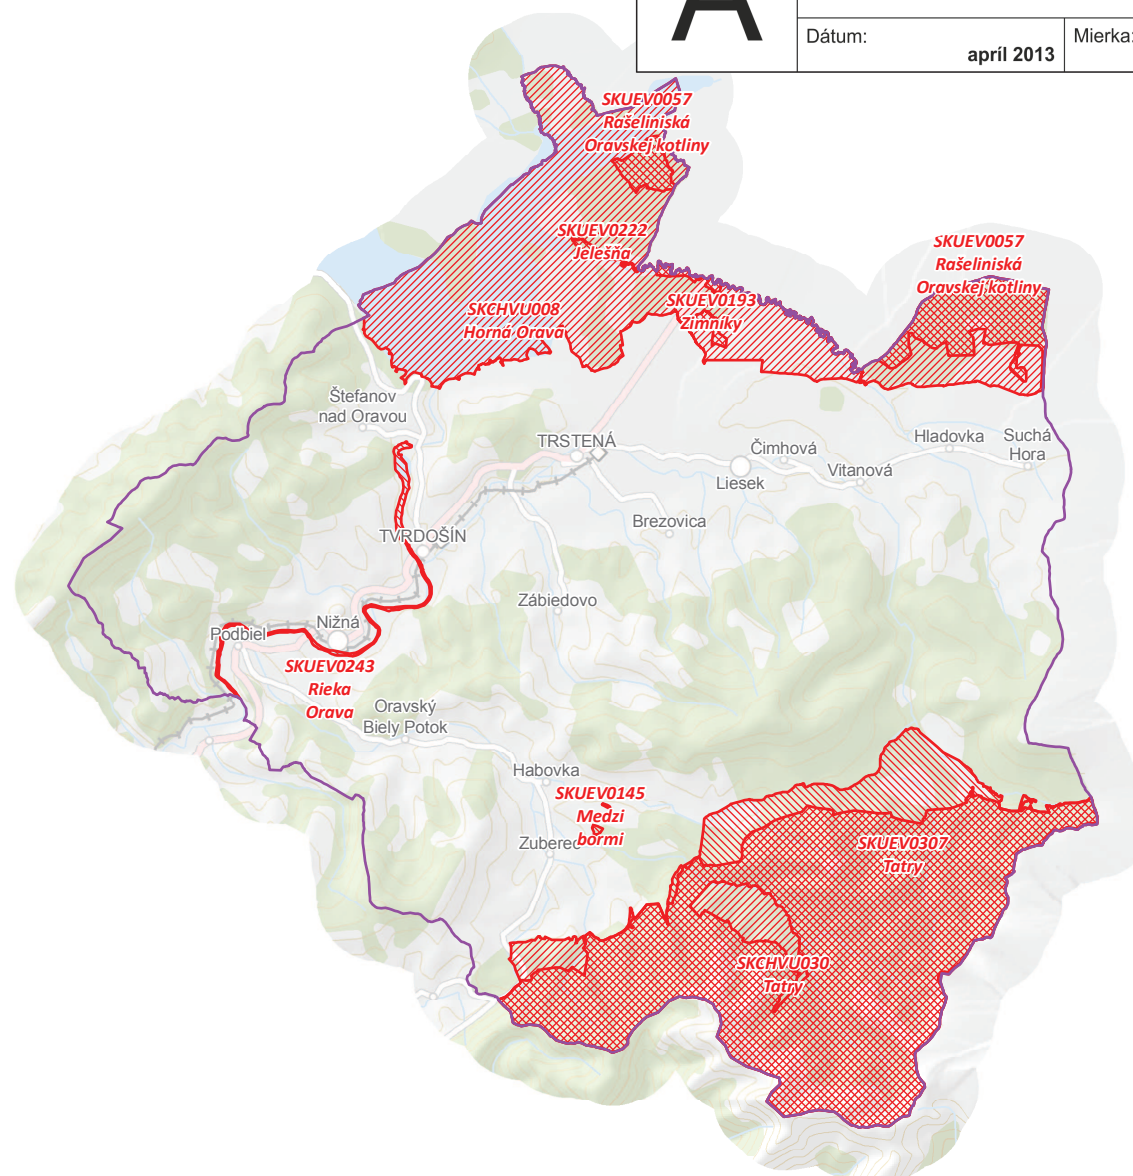 A
Dátum:
apríl 2013
Mierka:
SKUEV0057
Rašeliniská
Oravskej kotliny
SKUEV0222
Jelešňa
SKUEV0057
Rašeliniská
Oravskej kotliny
SKUEV0193
Zimníky
SKCHVU008
Horná Orava
Štefanov
nad Oravou
TRSTENÁ
Čimhová
Hladovka
Suchá
Hora
Liesek
Vitanová
Brezovica
TVRDOŠÍN
Zábiedovo
Nižná
Podbiel
SKUEV0243
Rieka
Orava
Oravský
Biely Potok
Habovka
SKUEV0145
Medzi
bormi
Zuberec
SKUEV0307
Tatry
SKCHVU030
Tatry